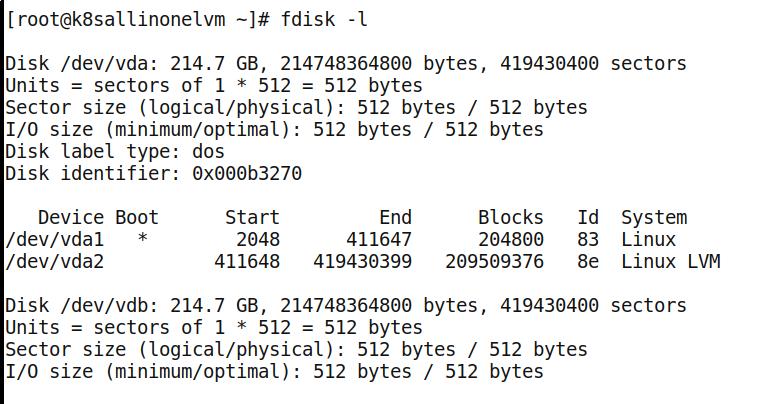 [root@k8sallinonelvm ~]# fdisk -l
Disk /dev/vda: 214.7 GB, 214748364800 bytes, 419430400 sectors
Units = sectors of 1 * 512 = 512 bytes
Sector size (logical/physical): 512 bytes / 512 bytes
I/O size (minimum/optimal): 512 bytes / 512 bytes
Disk label type: dos
Disk identifier: 0x000b3270
Device Boot Start End Blocks Id System
/dev/vda1 * 2048 411647 204800 83 Linux
/dev/vda2 411648 419430399 209509376 8e Linux LVM
Disk /dev/vdb: 214.7 GB, 214748364800 bytes, 419430400 sectors
Units = sectors of 1 * 512 = 512 bytes
Sector size (logical/physical): 512 bytes / 512 bytes
I/O size (minimum/optimal): 512 bytes / 512 bytes